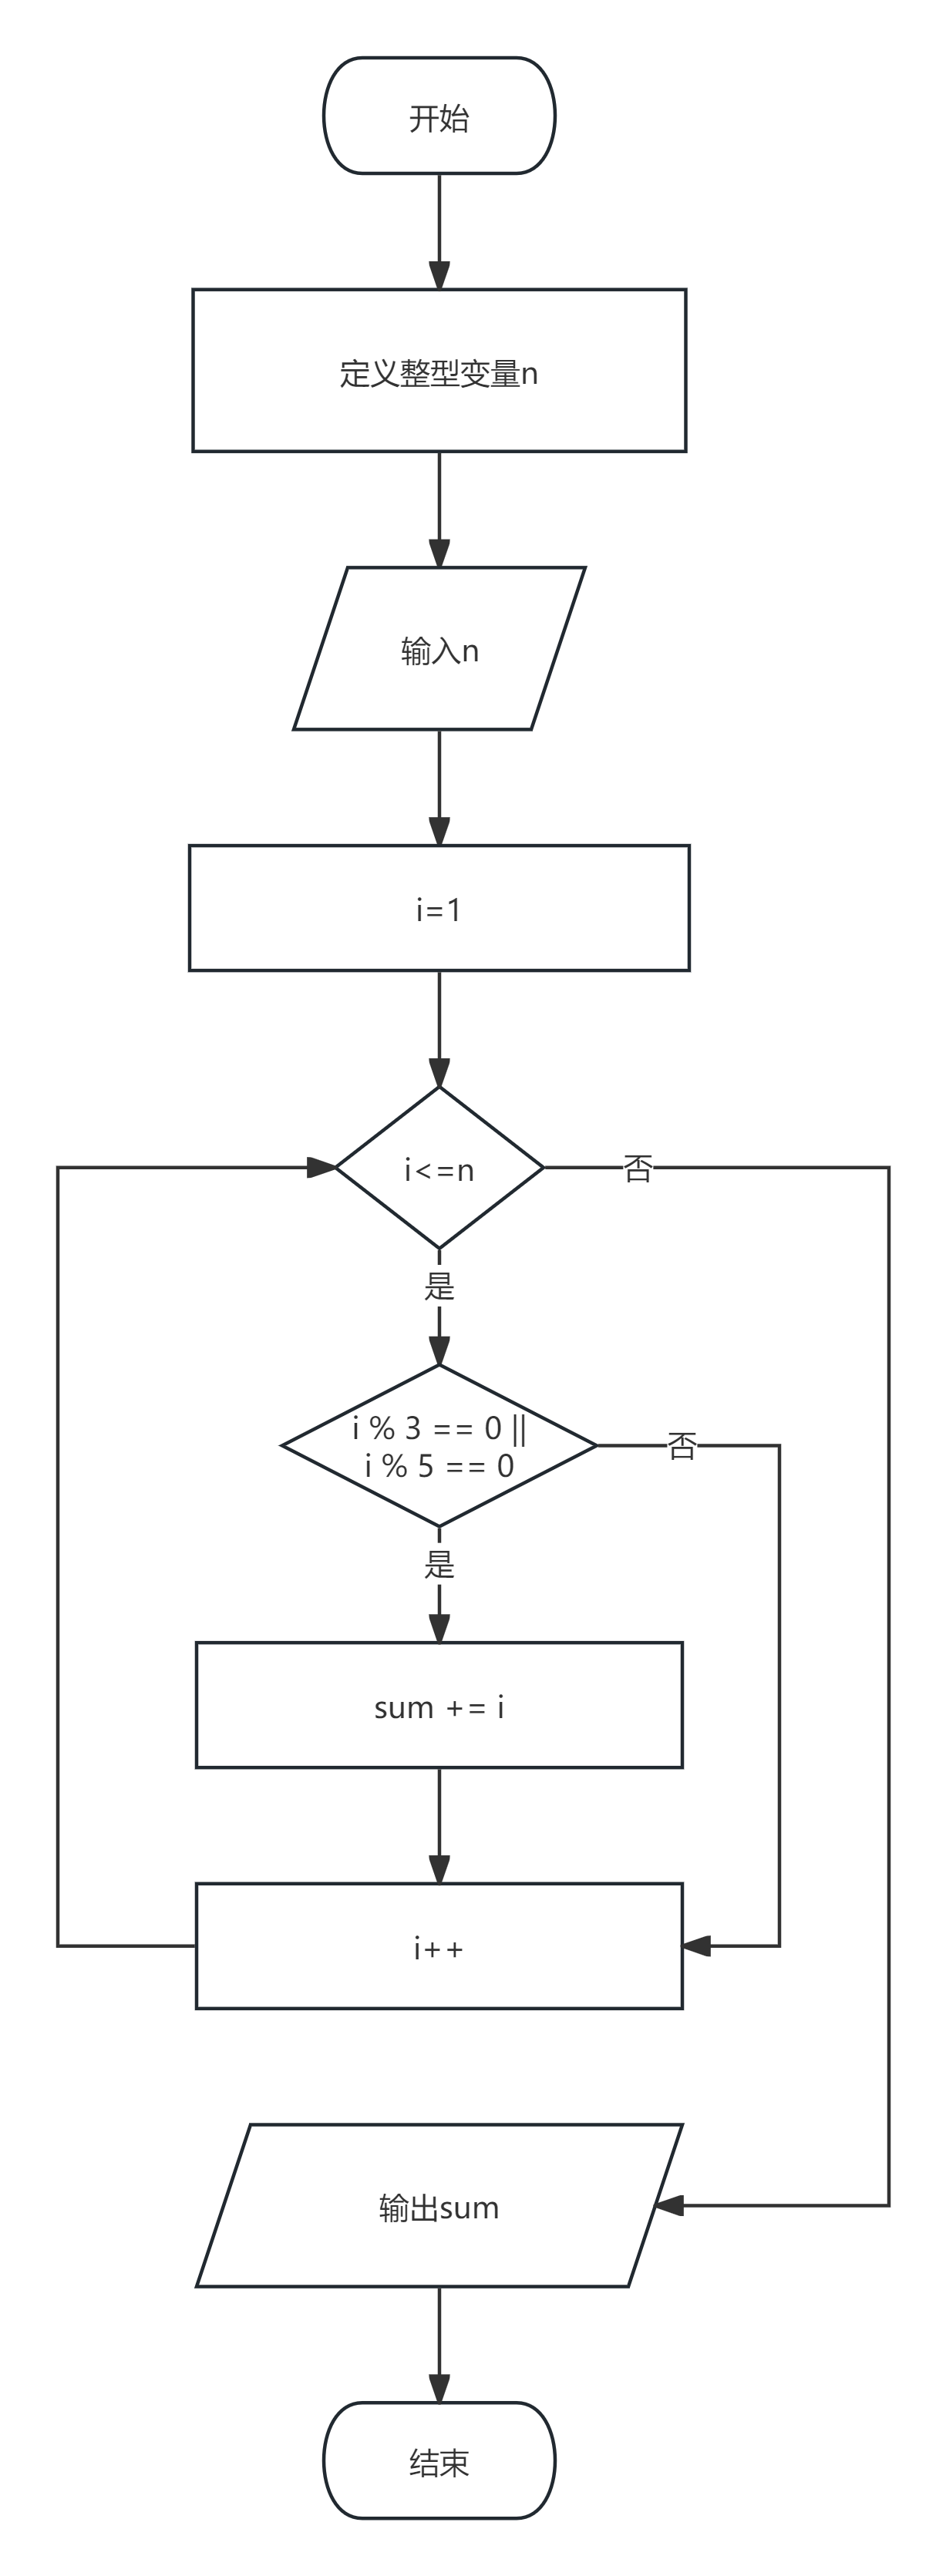 开始
定义整型变量n
输入n
i=1
i<=n
否
是
i % 3 == 0 ||
i % 5 == 0
否
是
sum += i
i++
输出sum
结束